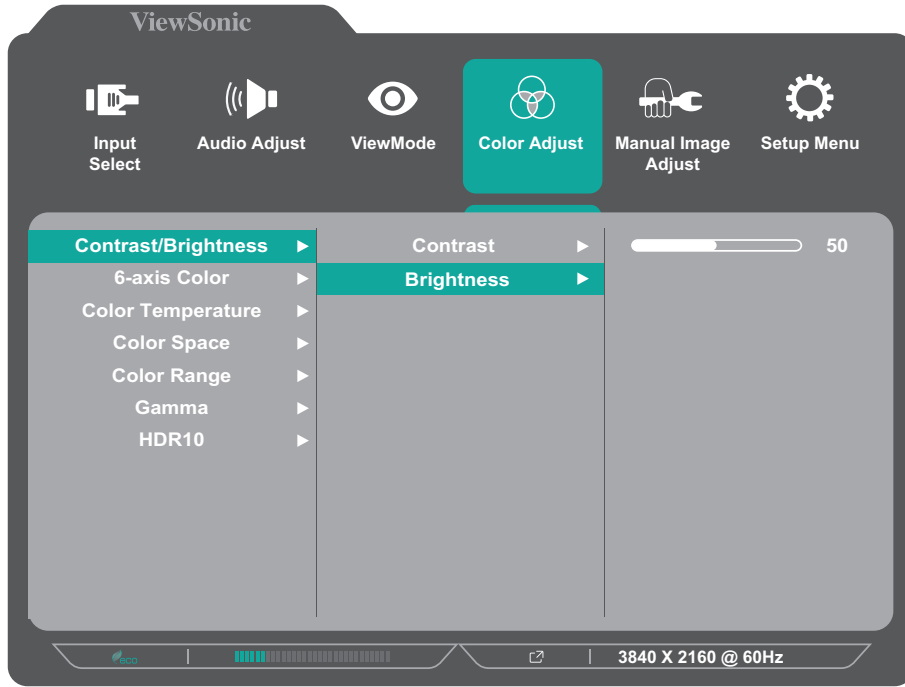 ViewSonic
Input
Select
Audio Adjust
ViewMode
Color Adjust
Manual Image
Adjust
Setup Menu
Contrast/Brightness
Contrast
50
6-axis Color
Brightness
Color Temperature
Color Space
Color Range
Gamma
HDR10
eco
3840 X 2160 @ 60Hz